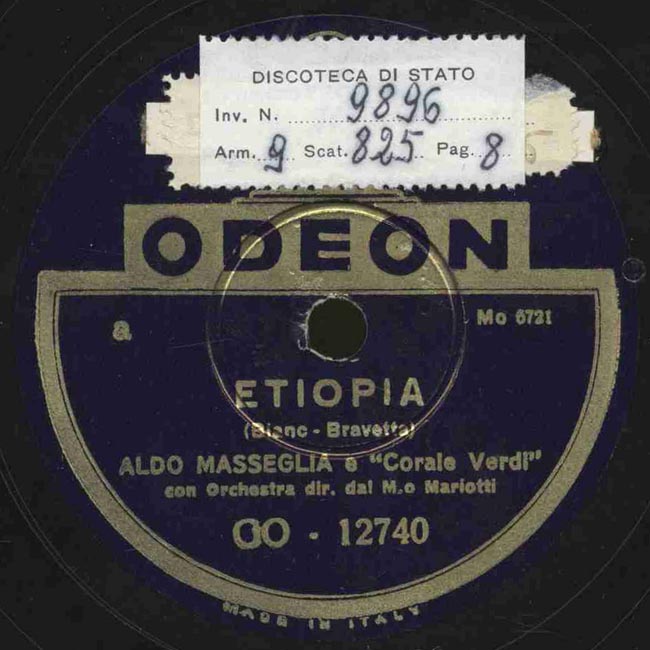 DISCOTECA DI STATO
Inv. N. 9896
Arm. 9 Scat. 825 Pag. 8
ODEON
a
Mo 6721
ETIOPIA
(Blanc - Bravetta)
ALDO MASSEGLIA e "Corale Verdi"
con Orchestra dir. dal M.o Mariotti
GO - 12740
MADE IN ITALY